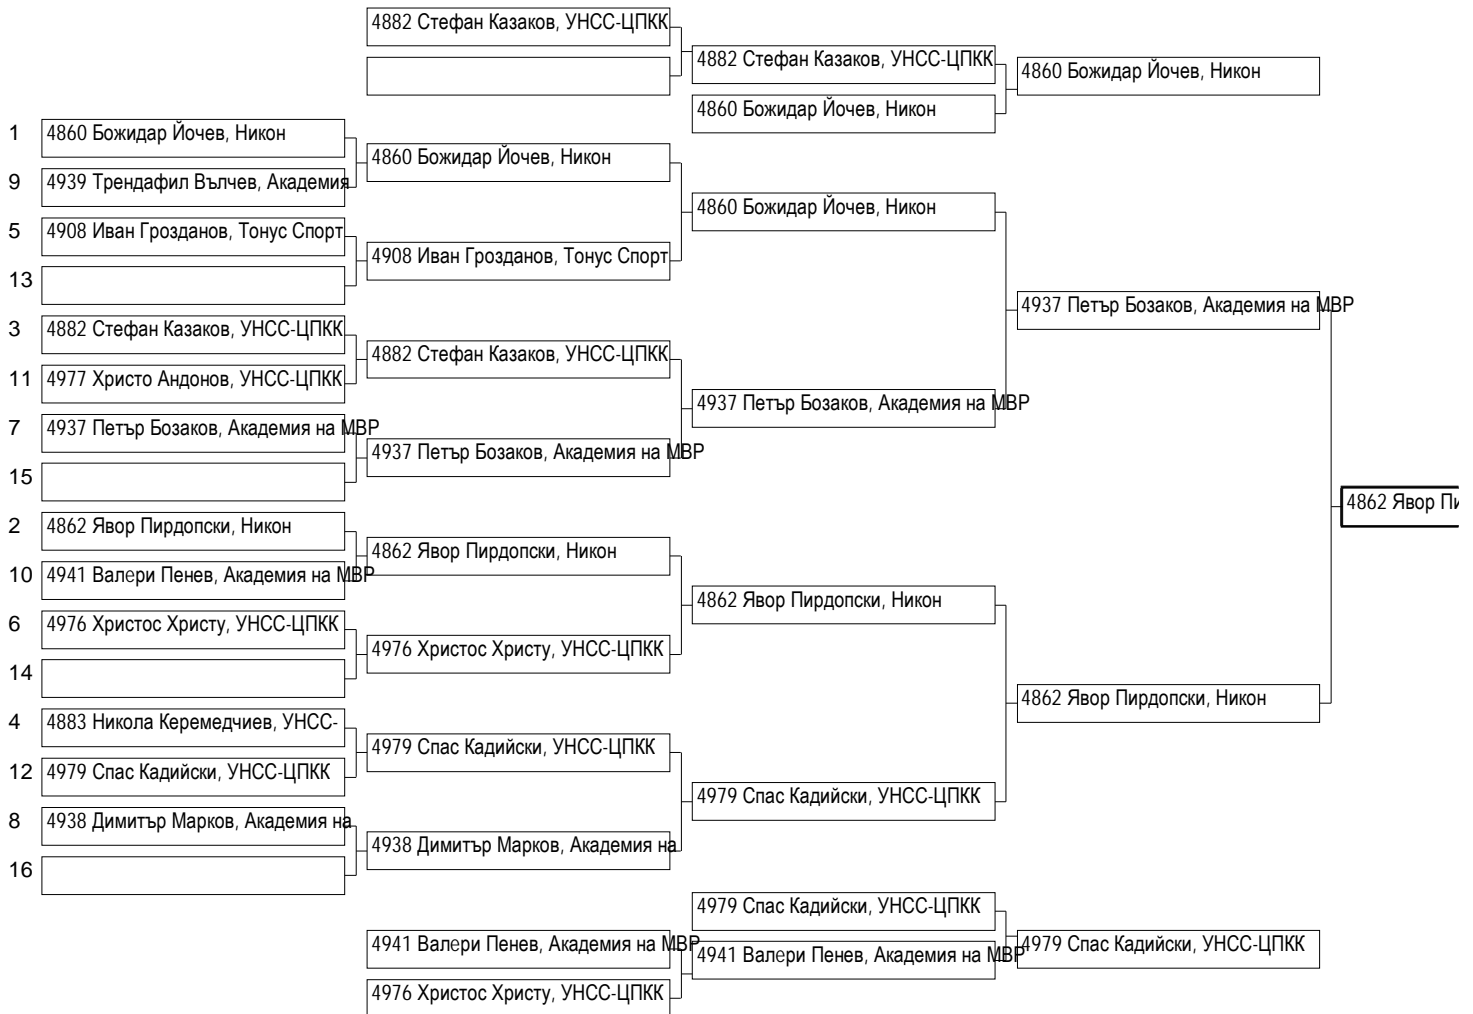 4882 Стефан Казаков, УНСС-ЦПКК
4882 Стефан Казаков, УНСС-ЦПКК
4860 Божидар Йочев, Никон
4860 Божидар Йочев, Никон
1 4860 Божидар Йочев, Никон
4860 Божидар Йочев, Никон
9 4939 Трендафил Вълчев, Академия
4860 Божидар Йочев, Никон
5 4908 Иван Грозданов, Тонус Спорт
4908 Иван Грозданов, Тонус Спорт
13
4937 Петър Бозаков, Академия на МВР
3 4882 Стефан Казаков, УНСС-ЦПКК
4882 Стефан Казаков, УНСС-ЦПКК
11 4977 Христо Андонов, УНСС-ЦПКК
4937 Петър Бозаков, Академия на МВР
7 4937 Петър Бозаков, Академия на МВР
4937 Петър Бозаков, Академия на МВР
15
4862 Явор
2 4862 Явор Пирдопски, Никон
4862 Явор Пирдопски, Никон
10 4941 Валери Пенев, Академия на МВР
4862 Явор Пирдопски, Никон
6 4976 Христос Христу, УНСС-ЦПКК
4976 Христос Христу, УНСС-ЦПКК
14
4862 Явор Пирдопски, Никон
4 4883 Никола Керемедчиев, УНСС-
4979 Спас Кадийски, УНСС-ЦПКК
12 4979 Спас Кадийски, УНСС-ЦПКК
4979 Спас Кадийски, УНСС-ЦПКК
8 4938 Димитър Марков, Академия на
4938 Димитър Марков, Академия на
16
4979 Спас Кадийски, УНСС-ЦПКК
4941 Валери Пенев, Академия на МВР
4941 Валери Пенев, Академия на МВР
4979 Спас Кадийски, УНСС-ЦПКК
4976 Христос Христу, УНСС-ЦПКК